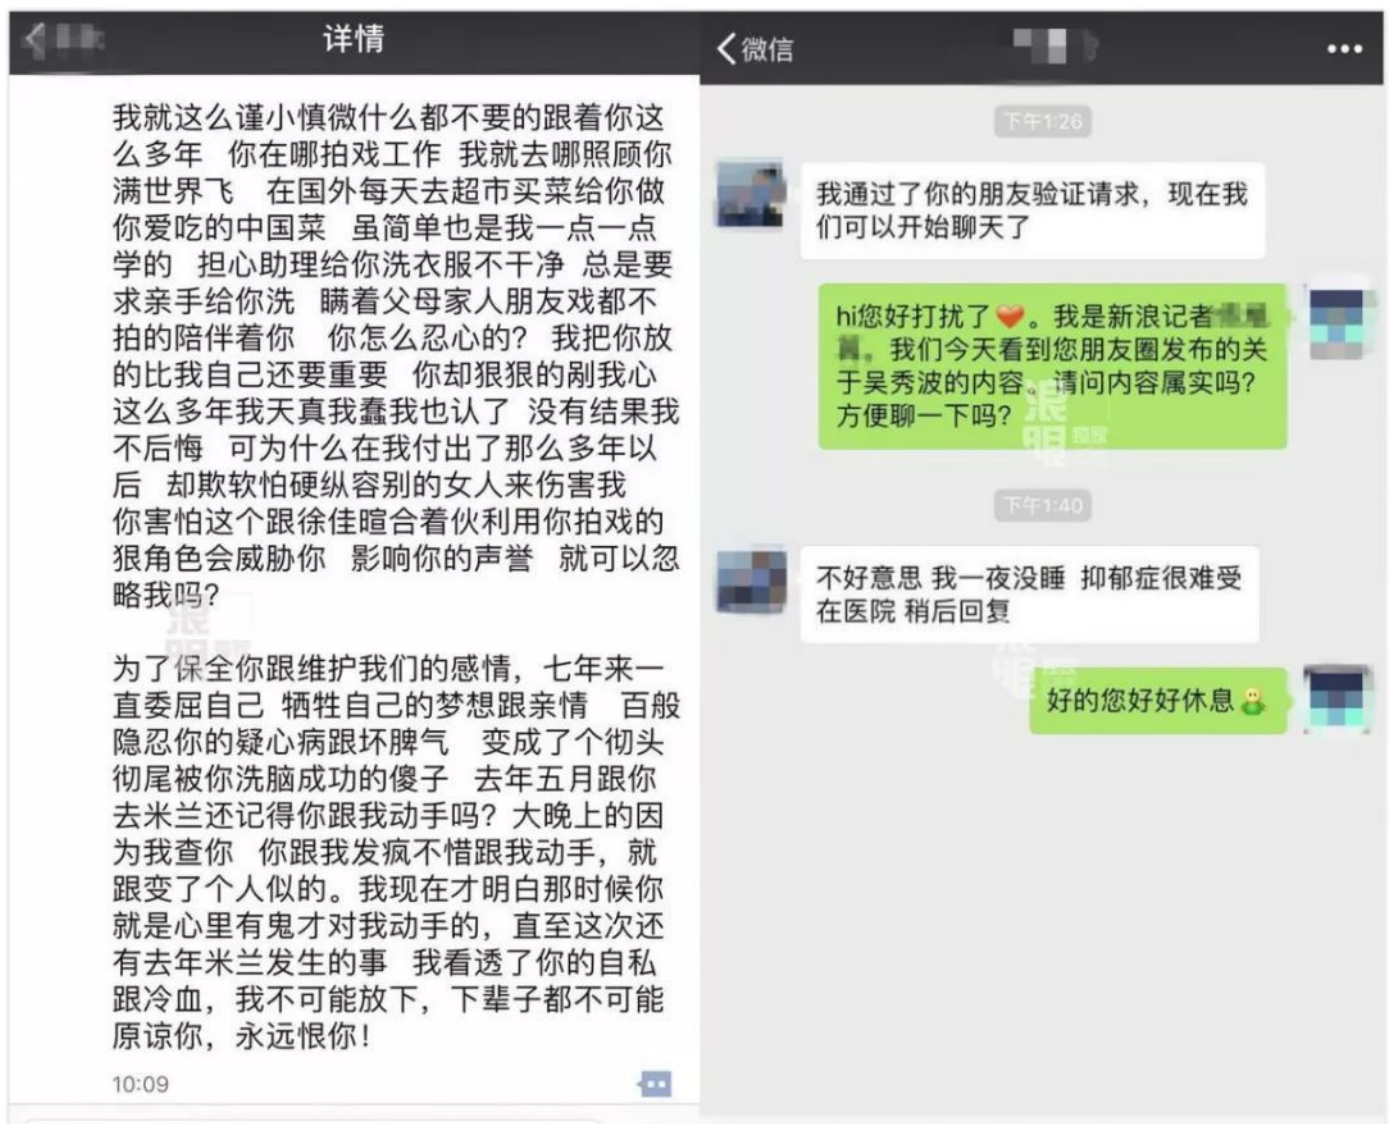 详情
我就这么谨小慎微什么都不要的跟着你这
么多年 你在哪拍戏工作 我就去哪照顾你
满世界飞 在国外每天去超市买菜给你做
你爱吃的中国菜 虽简单也是我一点一点
学的 担心助理给你洗衣服不干净 总是要
求亲手给你洗 瞒着父母家人朋友戏都不
拍的陪伴着你 你怎么忍心的？ 我把你放
的比我自己还要重要 你却狠狠的剐我心
这么多年我天真我蠢我也认了 没有结果我
不后悔 可为什么在我付出了那么多年以
后 却欺软怕硬纵容别的女人来伤害我
你害怕这个跟徐佳暄合着伙利用你拍戏的
狠角色会威胁你 影响你的声誉 就可以忽
略我吗？
为了保全你跟维护我们的感情，七年来一
直委屈自己 牺牲自己的梦想跟亲情 百般
隐忍你的疑心病跟坏脾气 变成了个彻头
彻尾被你洗脑成功的傻子 去年五月跟你
去米兰还记得你跟我动手吗？大晚上的因
为我查你 你跟我发疯不惜跟我动手，就
跟变了个人似的。我现在才明白那时候你
就是心里有鬼才对我动手的，直至这次还
有去年米兰发生的事 我看透了你的自私
跟冷血，我不可能放下，下辈子都不可能
原谅你，永远恨你！
10:09
微信
下午1:26
我通过了你的朋友验证请求，现在我
们可以开始聊天了
hi您好打扰了❤️。我是新浪记者
，我们今天看到您朋友圈发布的关
于吴秀波的内容。请问内容属实吗？
方便聊一下吗？
浪
独家
下午1:40
不好意思 我一夜没睡 抑郁症很难受
在医院 稍后回复
好的您好好休息